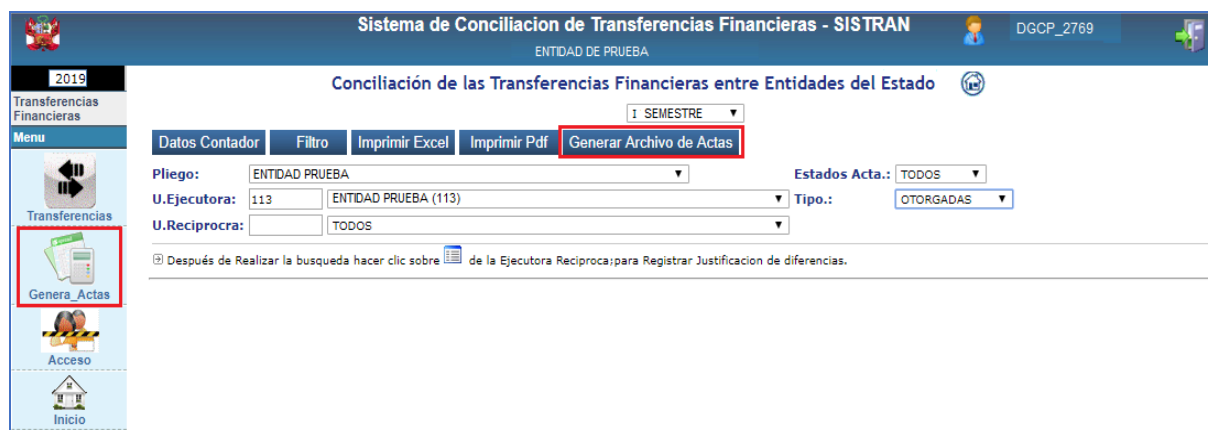 Sistema de Conciliacion de Transferencias Financieras - SISTRAN
DGCP_2769
ENTIDAD DE PRUEBA
2019
Transferencias
Financieras
Menu
Transferencias
Genera_Actas
Acceso
Inicio
Conciliación de las Transferencias Financieras entre Entidades del Estado
I SEMESTRE
Datos Contador Filtro Imprimir Excel Imprimir Pdf Generar Archivo de Actas
Pliego: ENTIDAD PRUEBA Estados Acta.: TODOS
U.Ejecutora: 113 ENTIDAD PRUEBA (113) Tipo.: OTORGADAS
U.Reciprocra: TODOS
Después de Realizar la busqueda hacer clic sobre de la Ejecutora Reciproca;para Registrar Justificacion de diferencias.